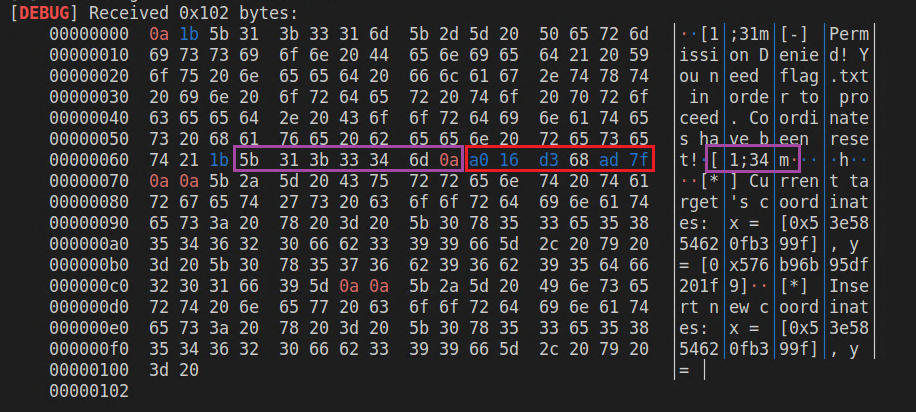 [DEBUG] Received 0x102 bytes:
00000000  0a 1b 5b 31  3b 33 31 6d  5b 2d 5d 20  50 65 72 6d  │··[1│;31m│[-] │Perm│
00000010  69 73 73 69  6f 6e 20 44  65 6e 69 65  64 21 20 59  │issi│on D│enie│d! Y│
00000020  6f 75 20 6e  65 65 64 20  66 6c 61 67  2e 74 78 74  │ou n│eed │flag│.txt│
00000030  20 69 6e 20  6f 72 64 65  72 20 74 6f  20 70 72 6f  │ in │orde│r to│ pro│
00000040  63 65 65 64  2e 20 43 6f  6f 72 64 69  6e 61 74 65  │ceed│. Co│ordi│nate│
00000050  73 20 68 61  76 65 20 62  65 65 6e 20  72 65 73 65  │s ha│ve b│een │rese│
00000060  74 21 1b 5b  31 3b 33 34  6d 0a a0 16  d3 68 ad 7f  │t!·[│1;34│m···│·h··│
00000070  0a 0a 5b 2a  5d 20 43 75  72 72 65 6e  74 20 74 61  │··[*│] Cu│rren│t ta│
00000080  72 67 65 74  27 73 20 63  6f 6f 72 64  69 6e 61 74  │rget│'s c│oord│inat│
00000090  65 73 3a 20  78 20 3d 20  5b 30 78 35  33 65 35 38  │es: │x = │[0x5│3e58│
000000a0  35 34 36 32  30 66 62 33  39 39 66 5d  2c 20 79 20  │5462│0fb3│99f]│, y │
000000b0  3d 20 5b 30  78 35 37 36  62 39 36 62  39 35 64 66  │= [0│x576│b96b│95df│
000000c0  32 30 31 66  39 5d 0a 0a  5b 2a 5d 20  49 6e 73 65  │201f│9]··│[*] │Inse│
000000d0  72 74 20 6e  65 77 20 63  6f 6f 72 64  69 6e 61 74  │rt n│ew c│oord│inat│
000000e0  65 73 3a 20  78 20 3d 20  5b 30 78 35  33 65 35 38  │es: │x = │[0x5│3e58│
000000f0  35 34 36 32  30 66 62 33  39 39 66 5d  2c 20 79 20  │5462│0fb3│99f]│, y │
00000100  3d 20  │= │
00000102